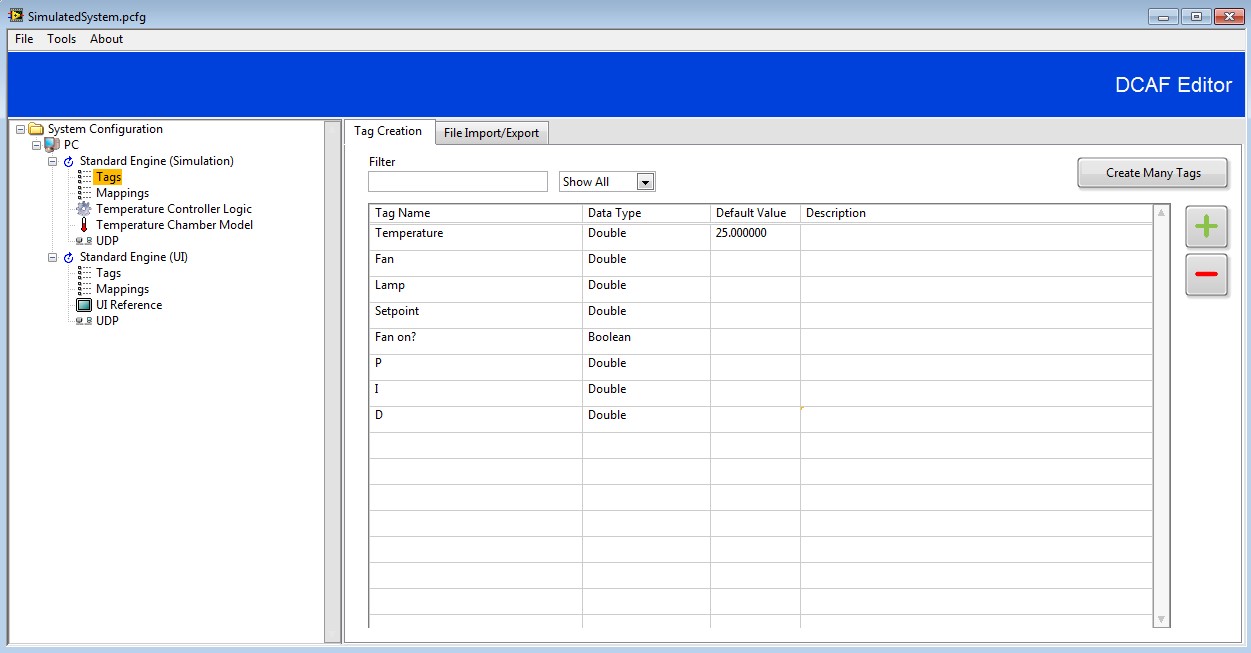 SimulatedSystem.pcfg
File Tools About
DCAF Editor
System Configuration
PC
Standard Engine (Simulation)
Tags
Mappings
Temperature Controller Logic
Temperature Chamber Model
UDP
Standard Engine (UI)
Tags
Mappings
UI Reference
UDP
Tag Creation File Import/Export
Filter
Show All
Create Many Tags
Tag Name Data Type Default Value Description
Temperature Double 25.000000
Fan Double
Lamp Double
Setpoint Double
Fan on? Boolean
P Double
I Double
D Double